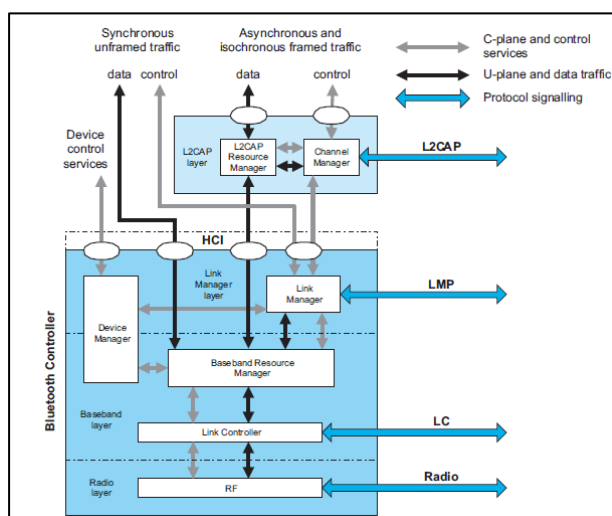 Synchronous
unframed traffic
data control
Asynchronous and
isochronous framed traffic
data control
C-plane and control
services
U-plane and data traffic
Protocol signalling
Device
control
services
L2CAP
layer
L2CAP
Resource
Manager
Channel
Manager
L2CAP
HCI
Link
Manager
layer
Link
Manager
LMP
Device
Manager
Baseband Resource
Manager
Bluetooth Controller
Baseband
layer
Link Controller
LC
Radio
layer
RF
Radio